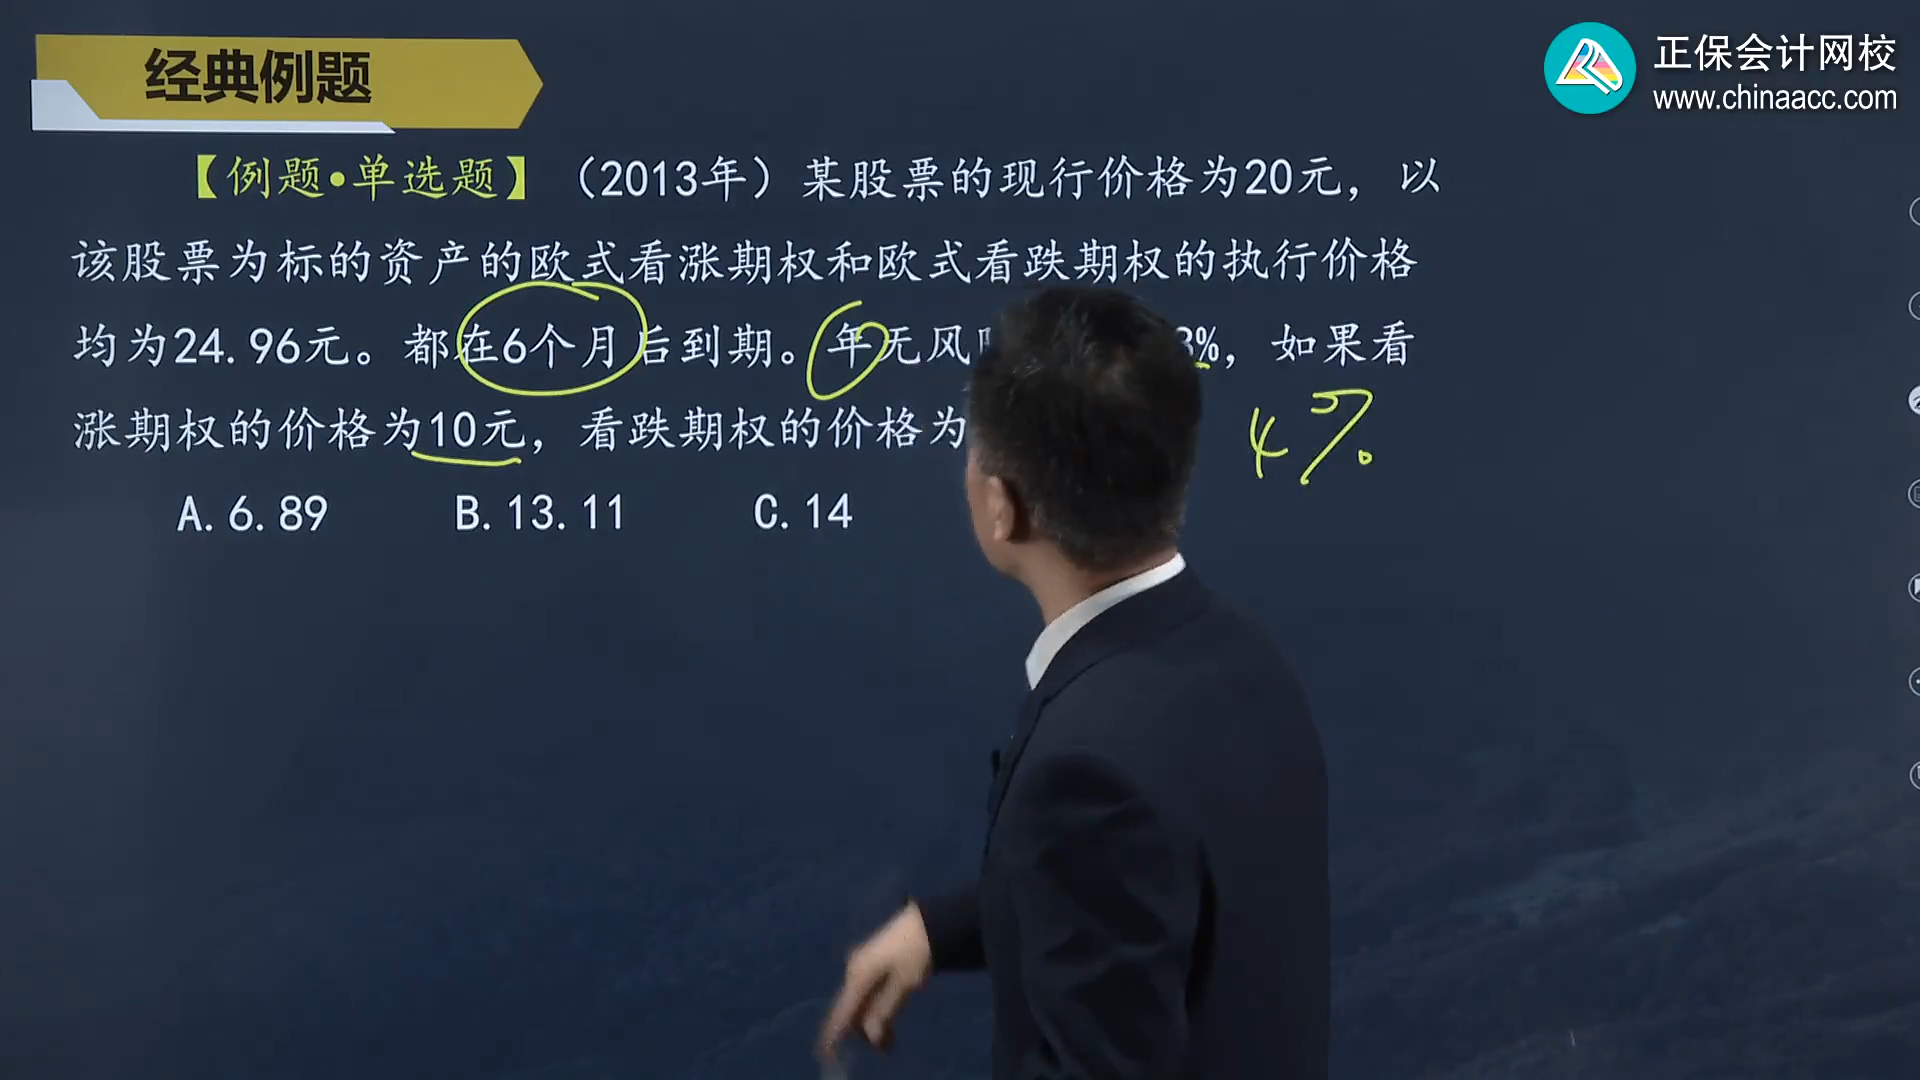 经典例题
正保会计网校
www.chinaacc.com
【例题•单选题】（2013年）某股票的现行价格为20元，以
该股票为标的资产的欧式看涨期权和欧式看跌期权的执行价格
均为24.96元。都在6个月后到期。年无风 %，如果看
4%
涨期权的价格为10元，看跌期权的价格为
A.6.89 B.13.11 C.14